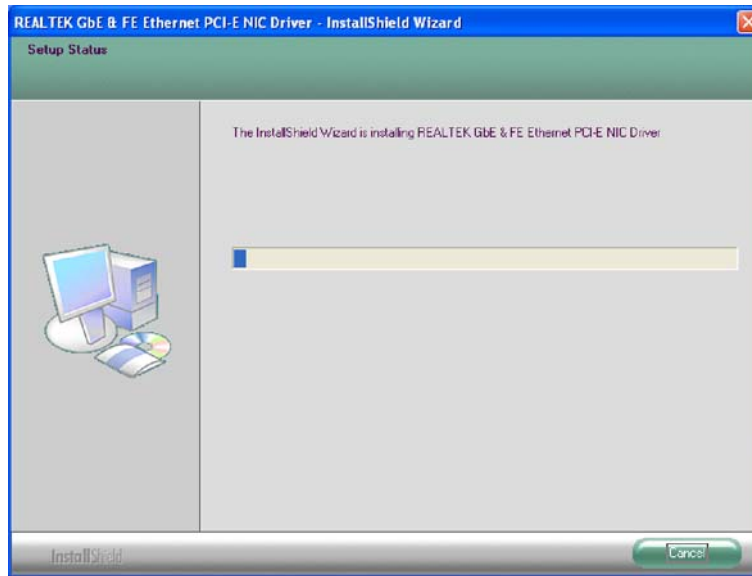 REALTEK GbE & FE Ethernet PCI-E NIC Driver - InstallShield Wizard
Setup Status
The InstallShield Wizard is installing REALTEK GbE & FE Ethernet PCI-E NIC Driver
InstallShield
Cancel